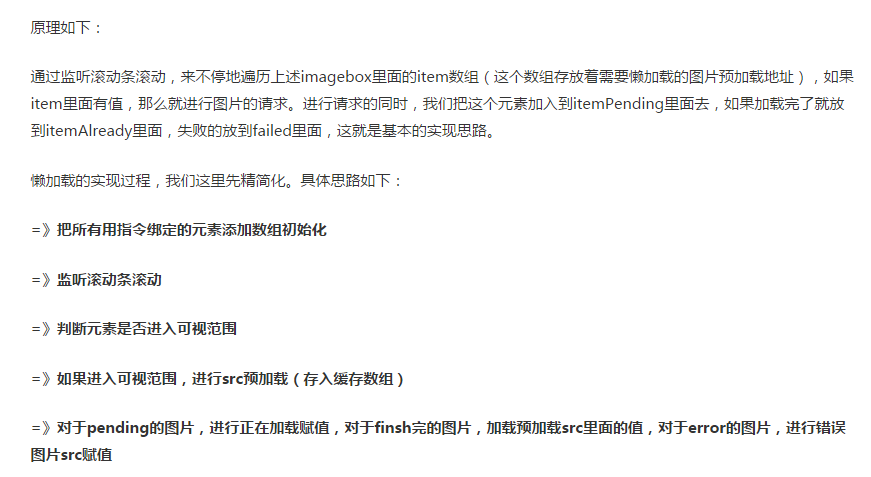 原理如下：
通过监听滚动条滚动，来不停地遍历上述imagebox里面的item数组（这个数组存放着需要懒加载的图片预加载地址），如果
item里面有值，那么就进行图片的请求。进行请求的同时，我们把这个元素加入到itemPending里面去，如果加载完了就放
到itemAlready里面，失败的放到failed里面，这就是基本的实现思路。
懒加载的实现过程，我们这里先精简化。具体思路如下：
=》把所有用指令绑定的元素添加数组初始化
=》监听滚动条滚动
=》判断元素是否进入可视范围
=》如果进入可视范围，进行src预加载（存入缓存数组）
=》对于pending的图片，进行正在加载赋值，对于finsh完的图片，加载预加载src里面的值，对于error的图片，进行错误
图片src赋值